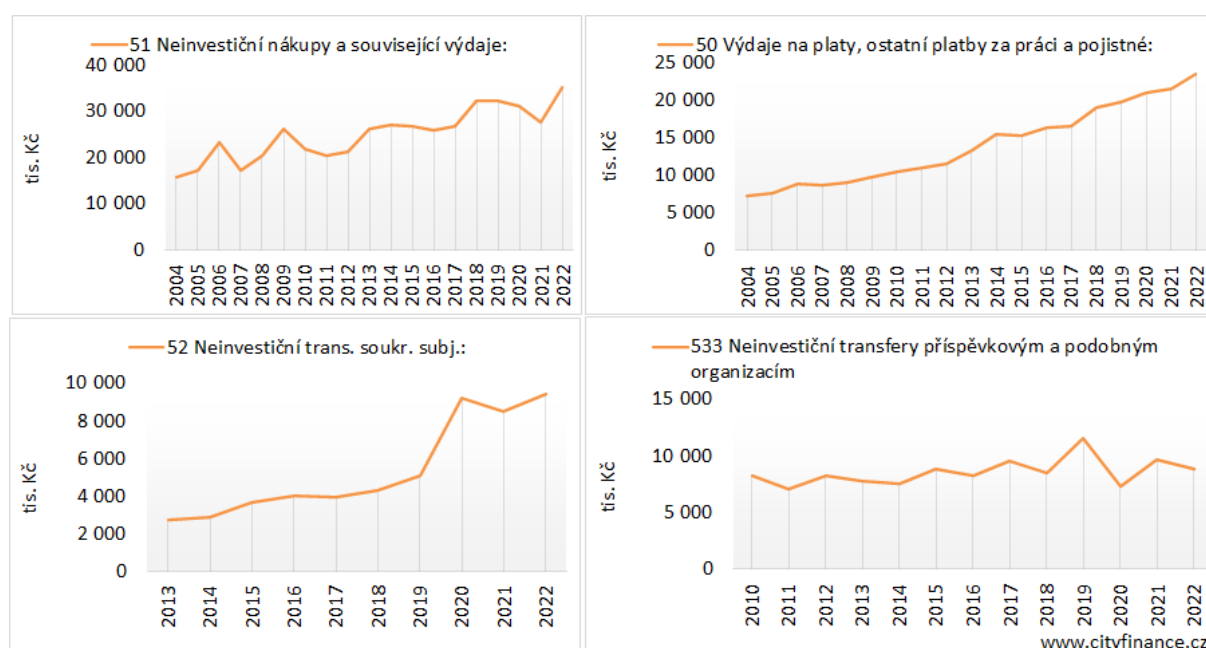 51 Neinvestiční nákupy a související výdaje:
40 000
30 000
20 000
10 000
0
tis. Kč
2004 2005 2006 2007 2008 2009 2010 2011 2012 2013 2014 2015 2016 2017 2018 2019 2020 2021 2022
50 Výdaje na platy, ostatní platby za práci a pojistné:
25 000
20 000
15 000
10 000
5 000
0
tis. Kč
2004 2005 2006 2007 2008 2009 2010 2011 2012 2013 2014 2015 2016 2017 2018 2019 2020 2021 2022
52 Neinvestiční trans. soukr. subj.:
10 000
8 000
6 000
4 000
2 000
0
tis. Kč
2013 2014 2015 2016 2017 2018 2019 2020 2021 2022
533 Neinvestiční transfery příspěvkovým a podobným
organizacím
15 000
10 000
5 000
0
tis. Kč
2010 2011 2012 2013 2014 2015 2016 2017 2018 2019 2020 2021 2022
www.cityfinance.cz